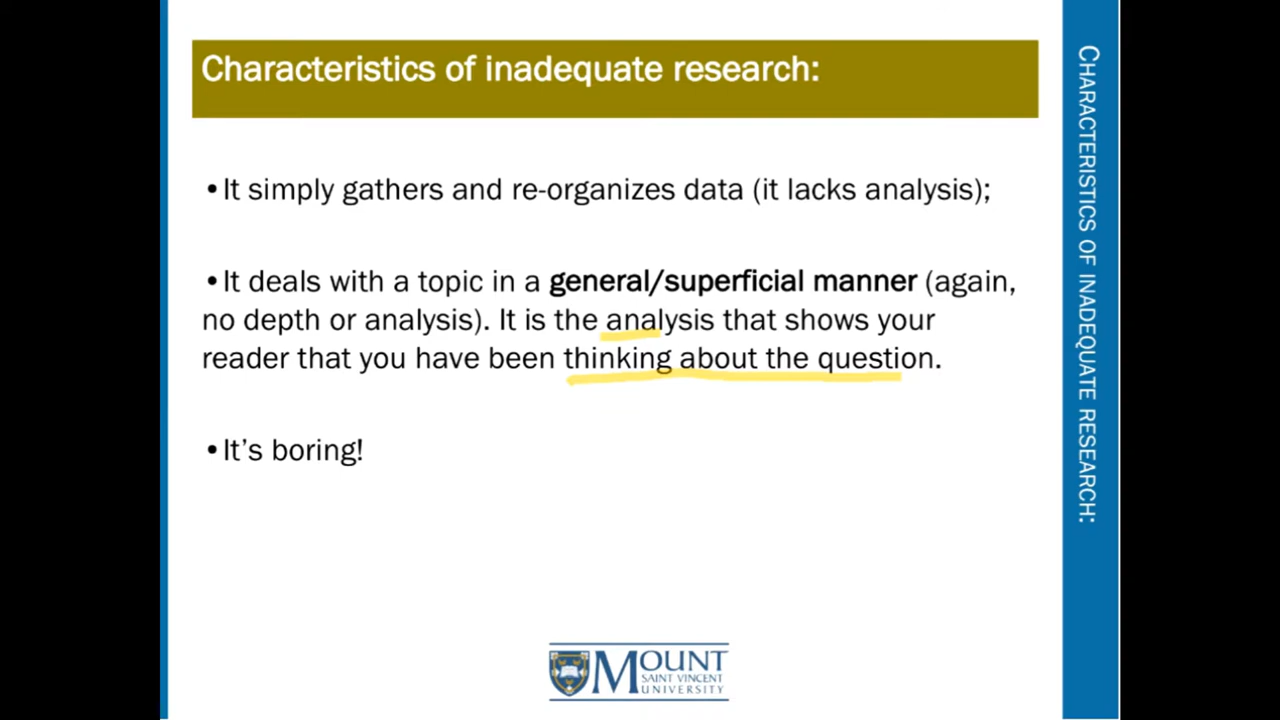 Characteristics of inadequate research:
•It simply gathers and re-organizes data (it lacks analysis);
•It deals with a topic in a general/superficial manner (again,
no depth or analysis). It is the analysis that shows your
reader that you have been thinking about the question.
•It's boring!
CHARACTERISTICS OF INADEQUATE RESEARCH:
MOUNT
SAINT VINCENT
UNIVERSITY